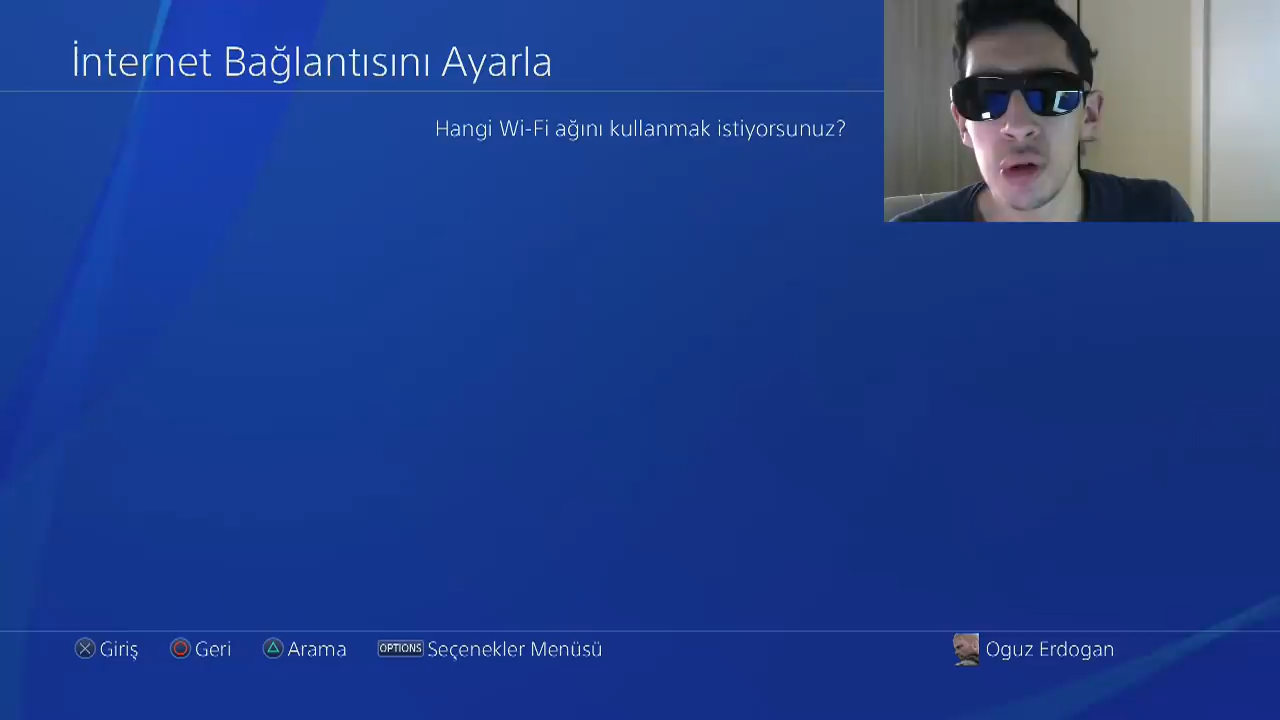 İnternet Bağlantısını Ayarla
Hangi Wi-Fi ağını kullanmak istiyorsunuz?
Giriş Geri Arama OPTIONS Seçenekler Menüsü Oguz Erdogan